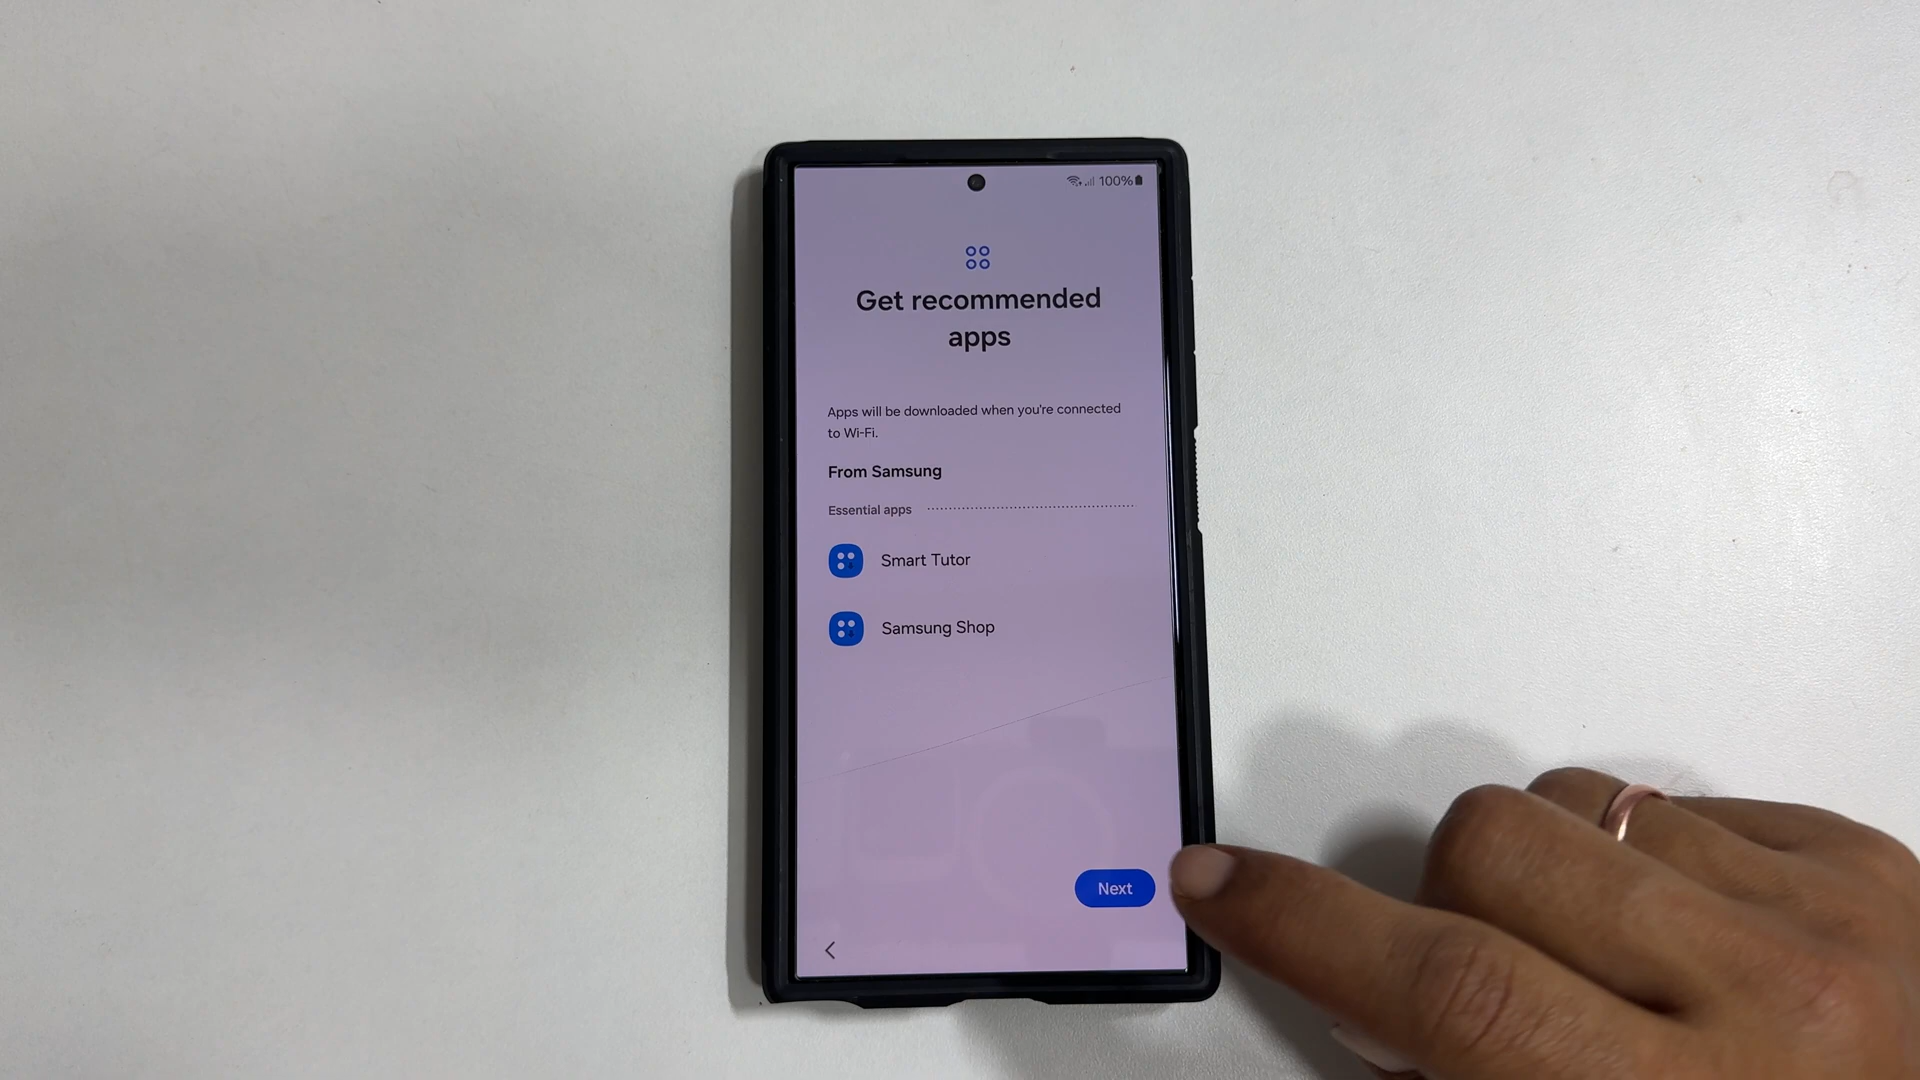 100%
Get recommended
apps
Apps will be downloaded when you're connected
to Wi-Fi.
From Samsung
Essential apps
Smart Tutor
Samsung Shop
Next